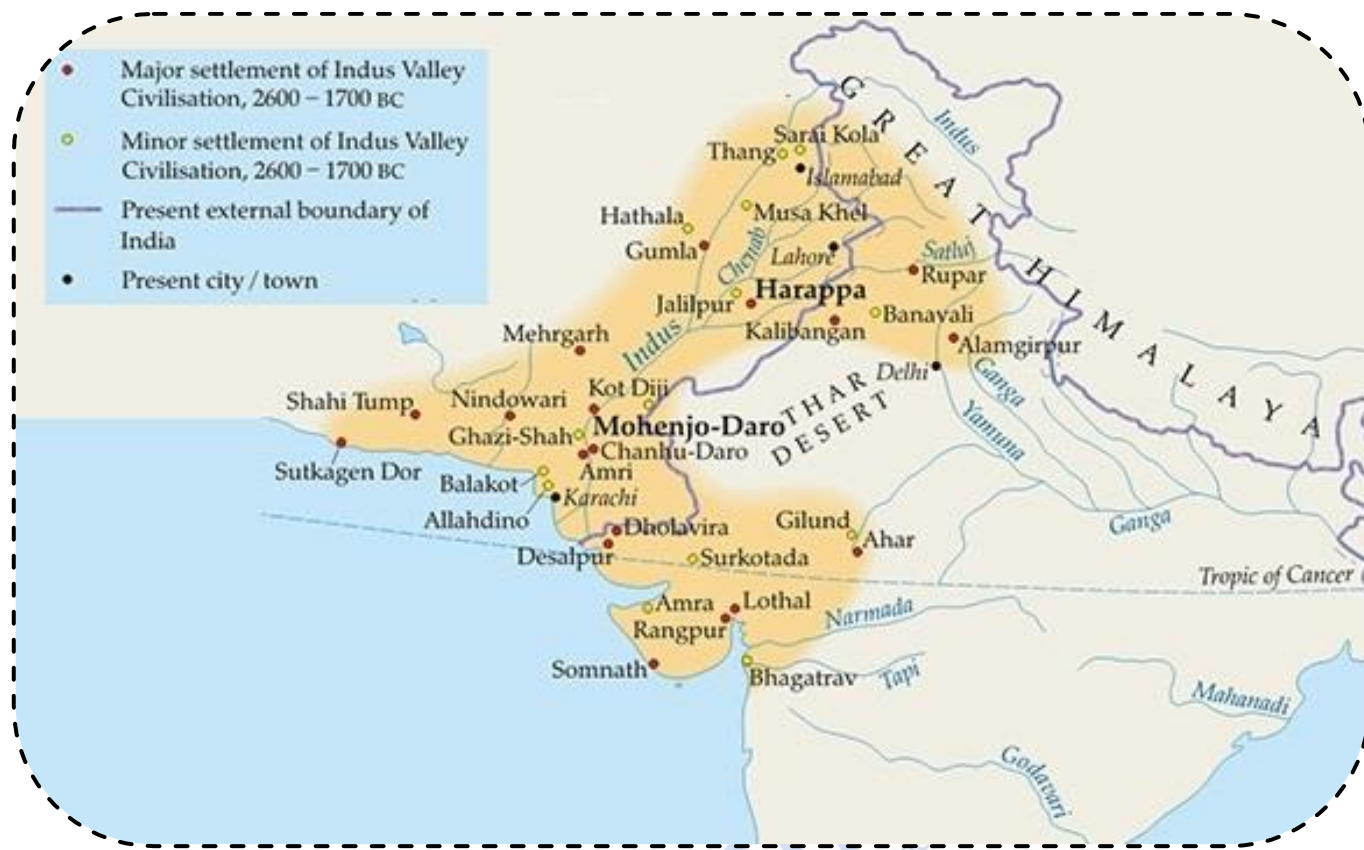 Major settlement of Indus Valley
Civilisation, 2600 – 1700 BC
Minor settlement of Indus Valley
Civilisation, 2600 – 1700 BC
Present external boundary of
India
Present city / town
GREAT HIMALAYA
Indus
Sarai Kola
Thang
Islamabad
Musa Khel
Hathala
Gumla
Chenab
Lahore
Satluj
Rupar
Jalilpur
Harappa
Banavali
Kalibangan
Mehrgarh
Indus
Alamgirpur
Delhi
Ganga
THAR
DESERT
Yamuna
Shahi Tump
Nindowari
Kot Diji
Mohenjo-Daro
Ghazi-Shah
Chanhu-Daro
Sutkagen Dor
Amri
Balakot
Karachi
Allahdino
Ganga
Dholavira
Gilund
Ahar
Desalpur
Surkotada
Tropic of Cancer
Amra
Lothal
Narmada
Rangpur
Somnath
Bhagatrav
Tapi
Mahanadi
Godavari